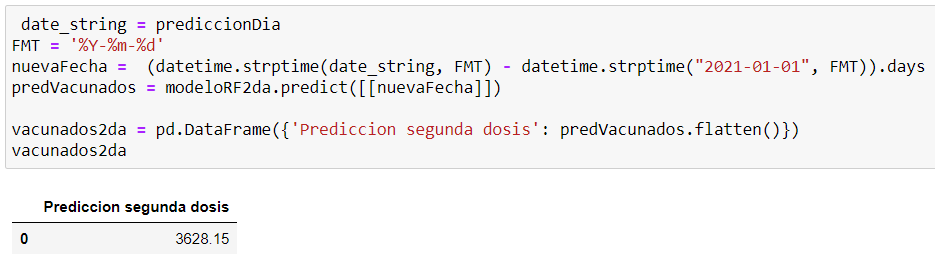 date_string = prediccionDia
FMT = '%Y-%m-%d'
nuevaFecha =  (datetime.strptime(date_string, FMT) - datetime.strptime("2021-01-01", FMT)).days
predVacunados = modeloRF2da.predict([[nuevaFecha]])
vacunados2da = pd.DataFrame({'Prediccion segunda dosis': predVacunados.flatten()})
vacunados2da
Prediccion segunda dosis
0 3628.15